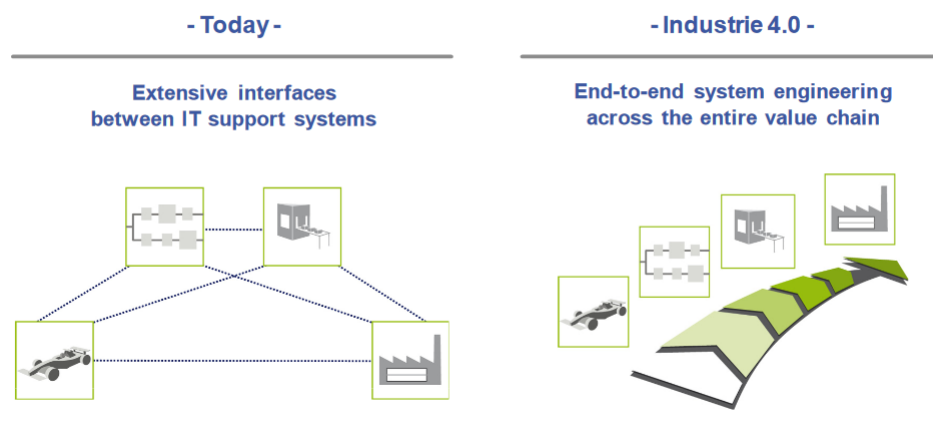 - Today -
Extensive interfaces
between IT support systems
- Industrie 4.0 -
End-to-end system engineering
across the entire value chain